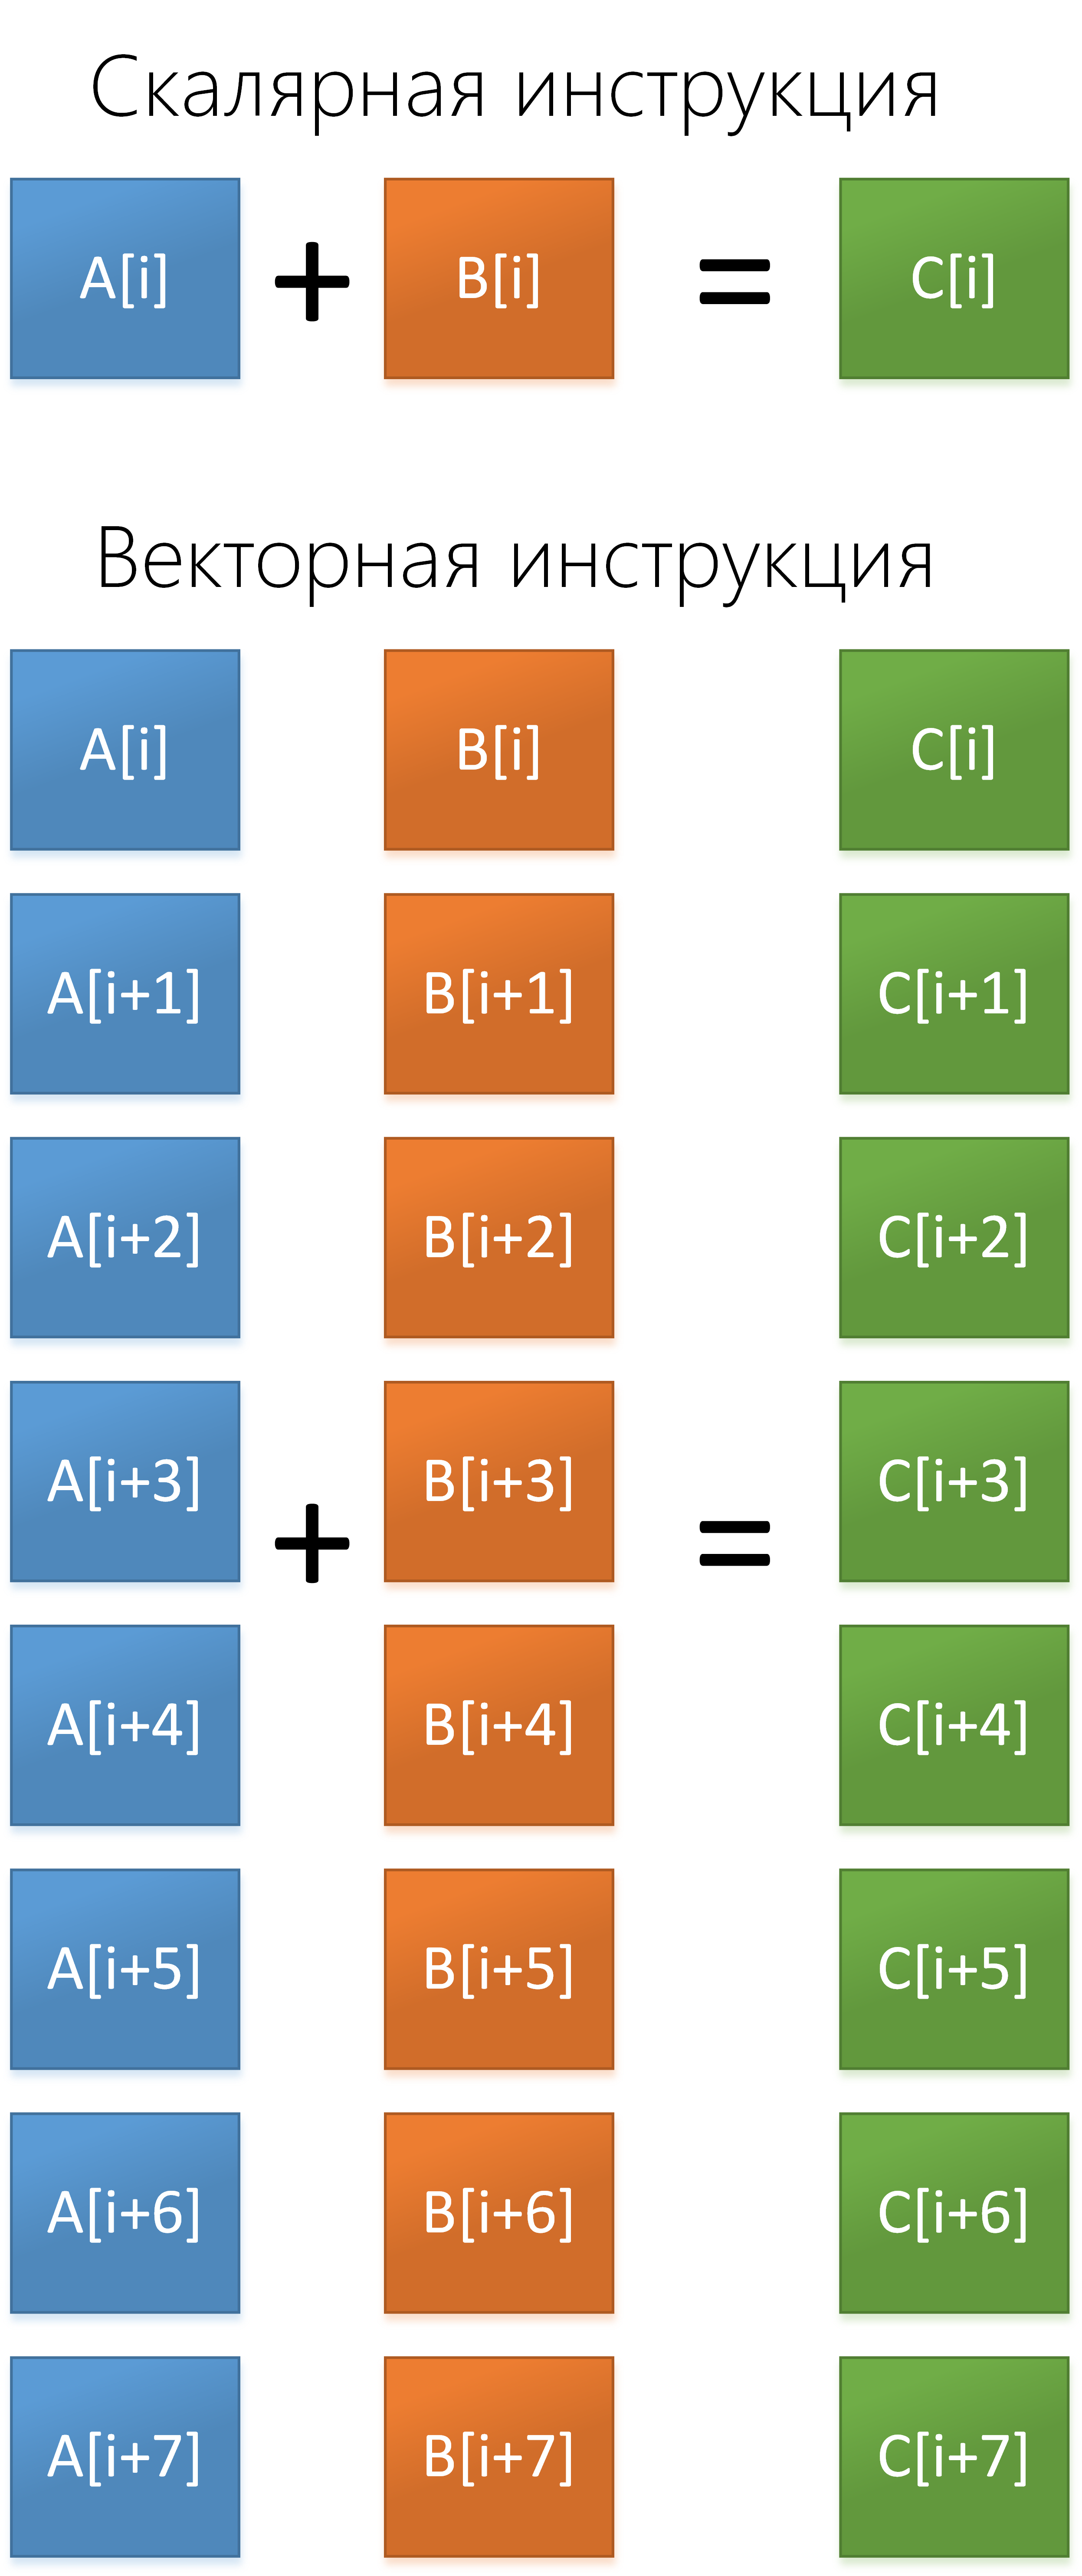 Скалярная инструкция
A[i] + B[i] = C[i]
Векторная инструкция
A[i] B[i] C[i]
A[i+1] B[i+1] C[i+1]
A[i+2] B[i+2] C[i+2]
A[i+3] + B[i+3] = C[i+3]
A[i+4] B[i+4] C[i+4]
A[i+5] B[i+5] C[i+5]
A[i+6] B[i+6] C[i+6]
A[i+7] B[i+7] C[i+7]